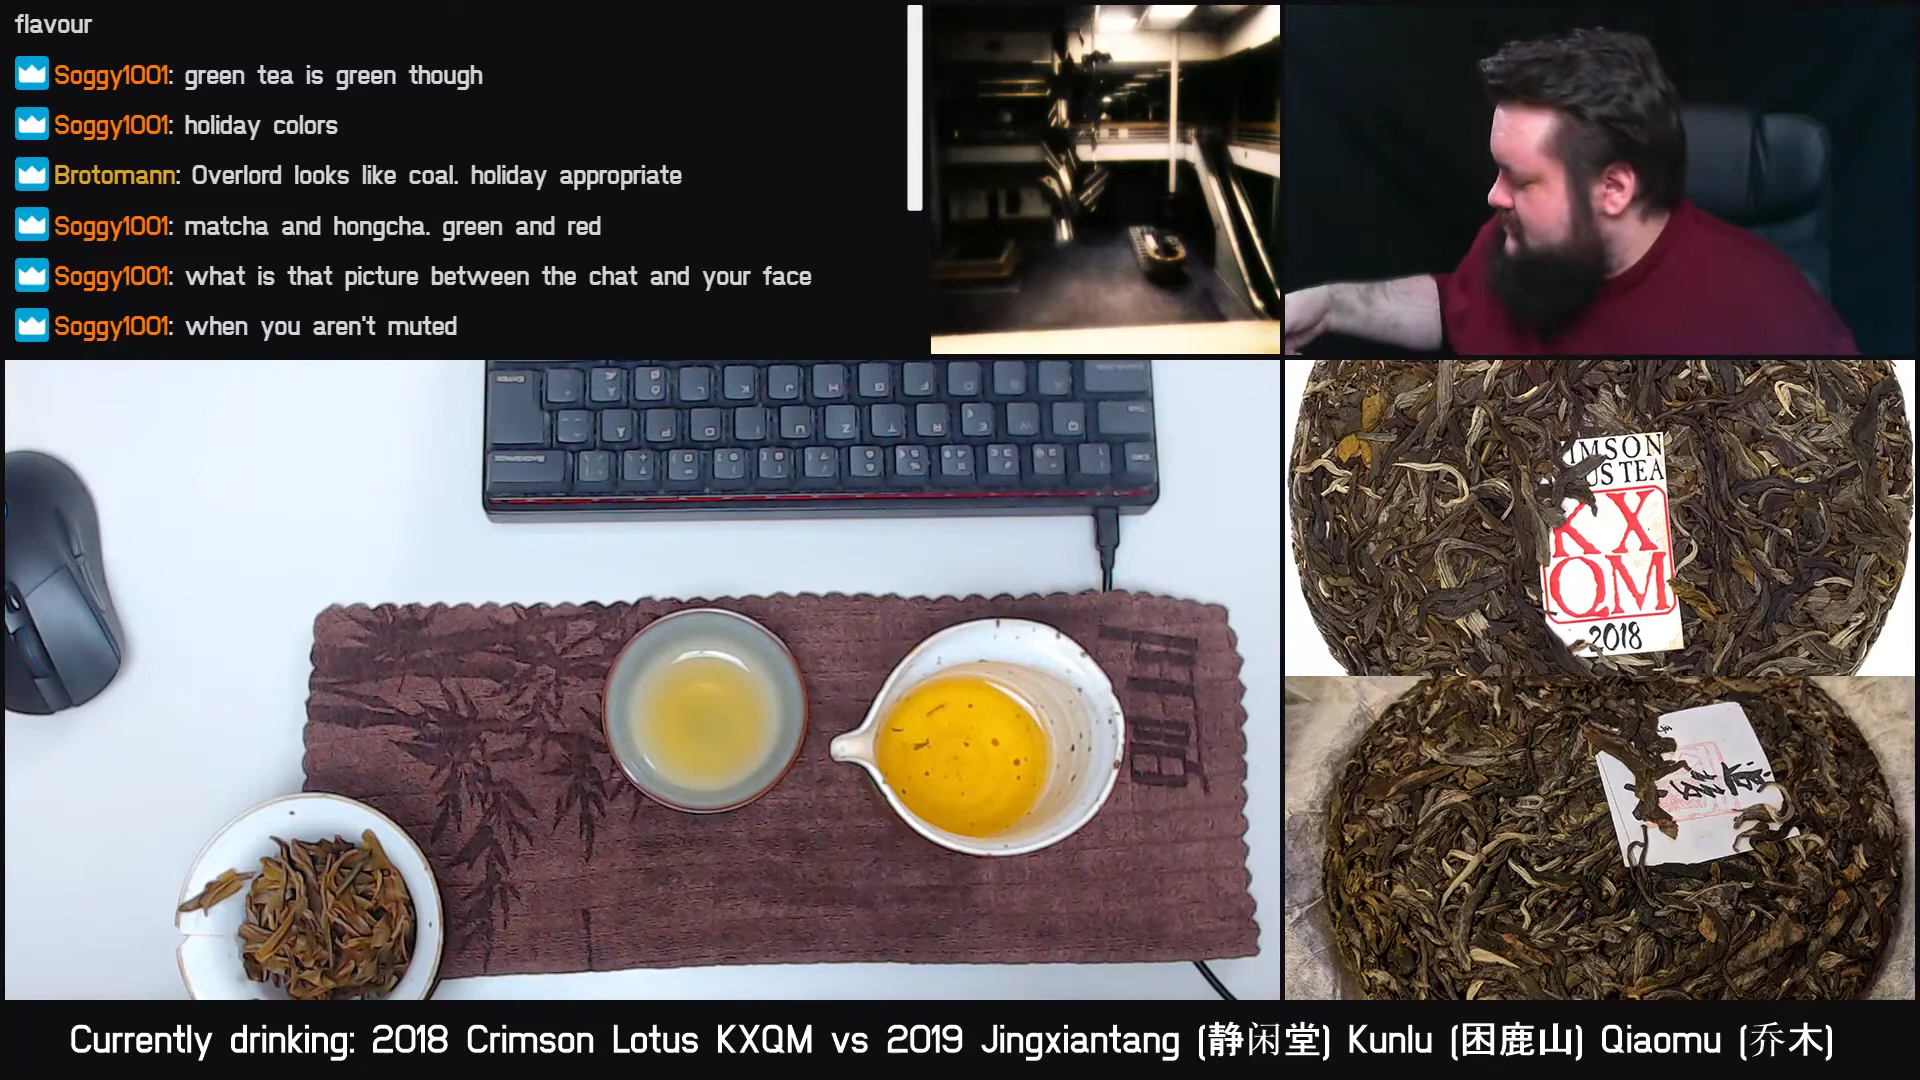 flavour
Soggy1001: green tea is green though
Soggy1001: holiday colors
Brotomann: Overlord looks like coal. holiday appropriate
Soggy1001: matcha and hongcha. green and red
Soggy1001: what is that picture between the chat and your face
Soggy1001: when you aren't muted
IMSON
US TEA
KX
QM
2018
Currently drinking: 2018 Crimson Lotus KXQM vs 2019 Jingxiantang (静闲堂) Kunlu (困鹿山) Qiaomu (乔木)